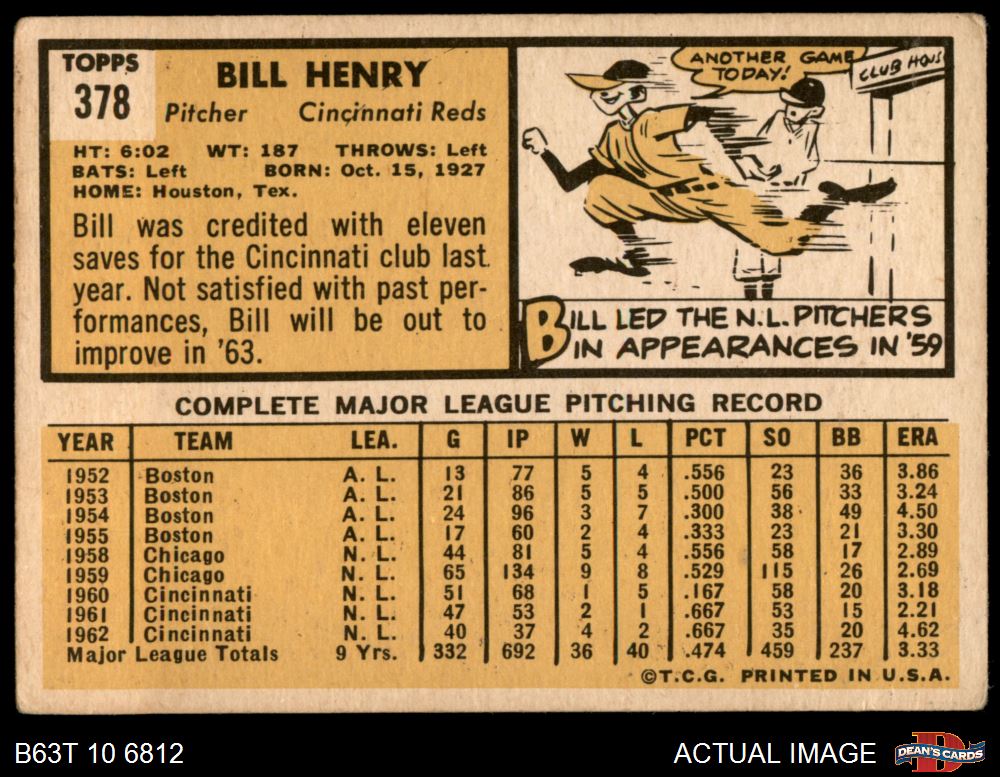 TOPPS
378
BILL HENRY
Pitcher Cincinnati Reds
HT: 6:02 WT: 187 THROWS: Left
BATS: Left BORN: Oct. 15, 1927
HOME: Houston, Tex.
Bill was credited with eleven
saves for the Cincinnati club last
year. Not satisfied with past per-
formances, Bill will be out to
improve in '63.
ANOTHER GAME
TODAY!
CLUB HOUS
BILL LED THE N.L. PITCHERS
IN APPEARANCES IN '59
COMPLETE MAJOR LEAGUE PITCHING RECORD
YEAR TEAM LEA. G IP W L PCT SO BB ERA
1952 Boston A. L. 13 77 5 4 .556 23 36 3.86
1953 Boston A. L. 21 86 5 5 .500 56 33 3.24
1954 Boston A. L. 24 96 3 7 .300 38 49 4.50
1955 Boston A. L. 17 60 2 4 .333 23 21 3.30
1958 Chicago N. L. 44 81 5 4 .556 58 17 2.89
1959 Chicago N. L. 65 134 9 8 .529 115 26 2.69
1960 Cincinnati N. L. 51 68 1 5 .167 58 20 3.18
1961 Cincinnati N. L. 47 53 2 1 .667 53 15 2.21
1962 Cincinnati N. L. 40 37 4 2 .667 35 20 4.62
Major League Totals 9 Yrs. 332 692 36 40 .474 459 237 3.33
©T.C.G. PRINTED IN U.S.A.
B63T 10 6812
ACTUAL IMAGE
D
DEAN'S CARDS